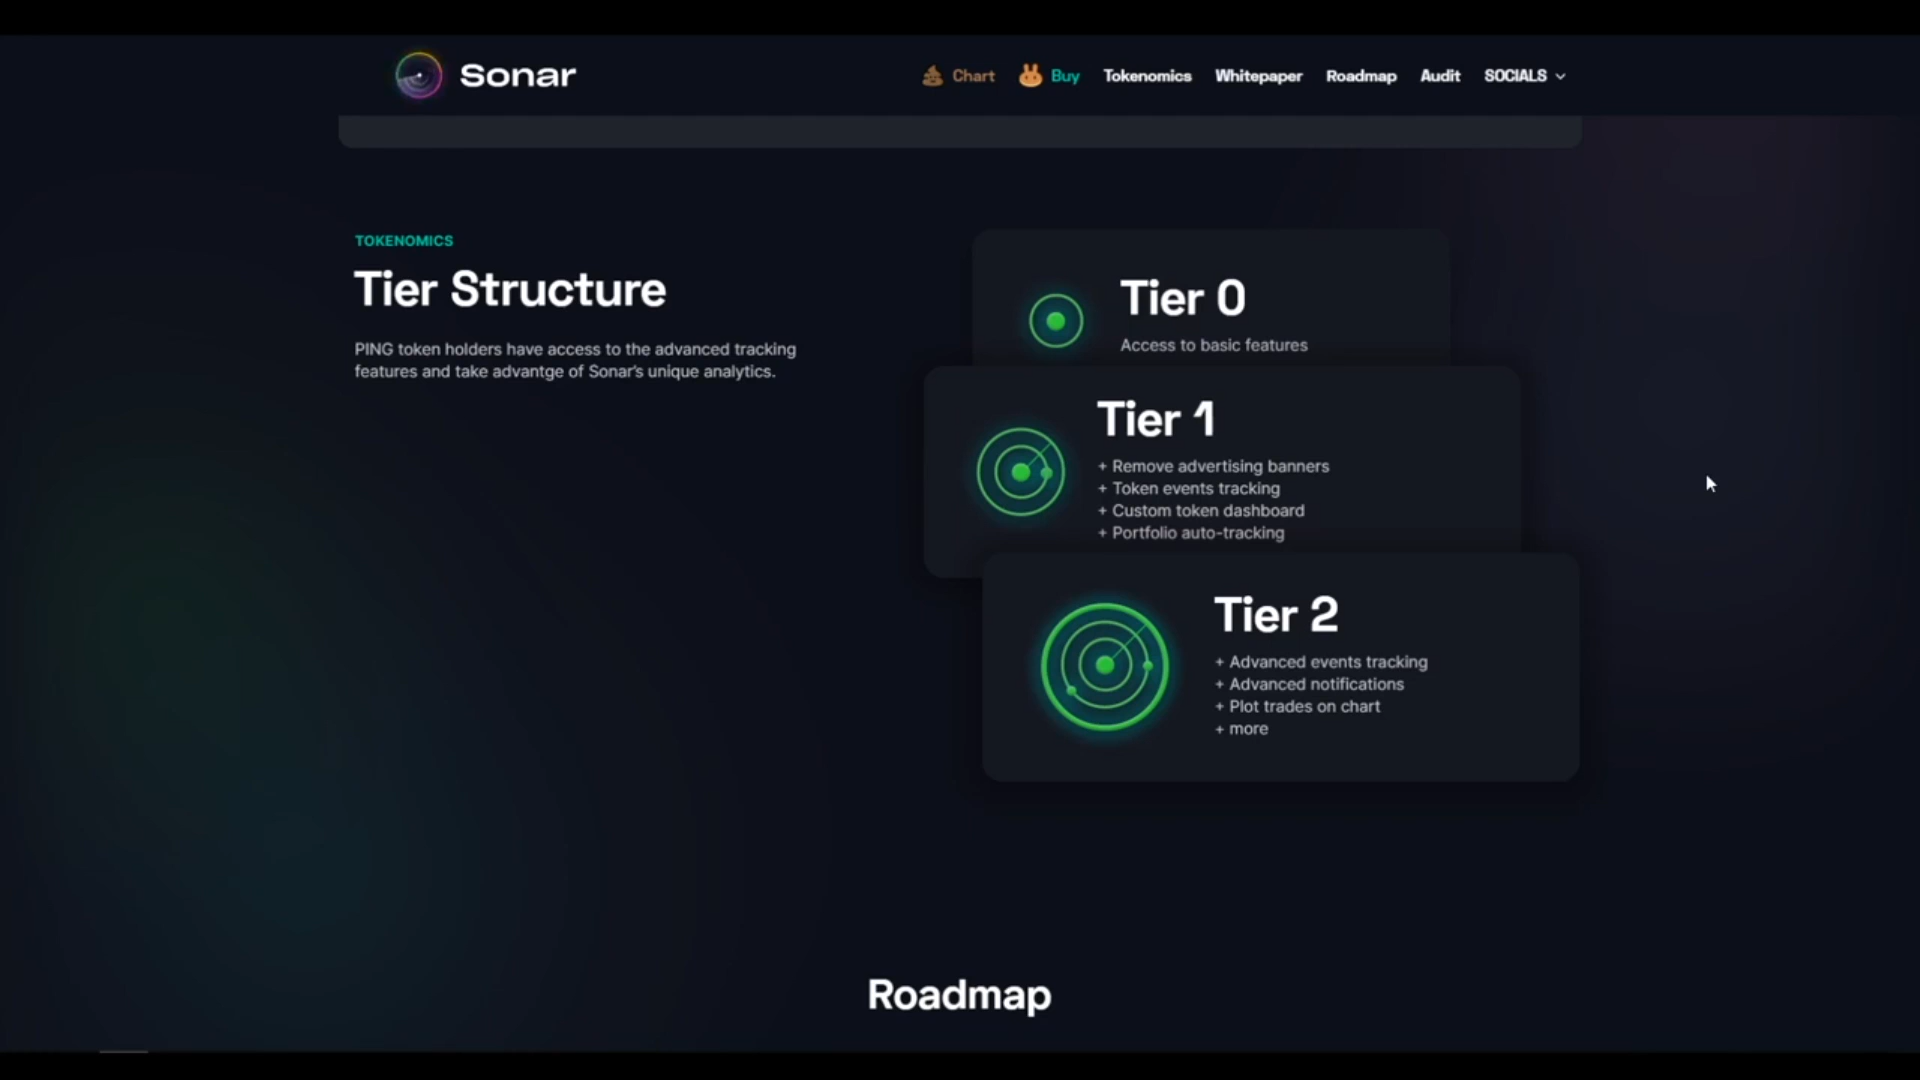 Sonar
Chart
Buy
Tokenomics
Whitepaper
Roadmap
Audit
SOCIALS
TOKENOMICS
Tier Structure
PING token holders have access to the advanced tracking
features and take advantge of Sonar's unique analytics.
Tier 0
Access to basic features
Tier 1
+ Remove advertising banners
+ Token events tracking
+ Custom token dashboard
+ Portfolio auto-tracking
Tier 2
+ Advanced events tracking
+ Advanced notifications
+ Plot trades on chart
+ more
Roadmap